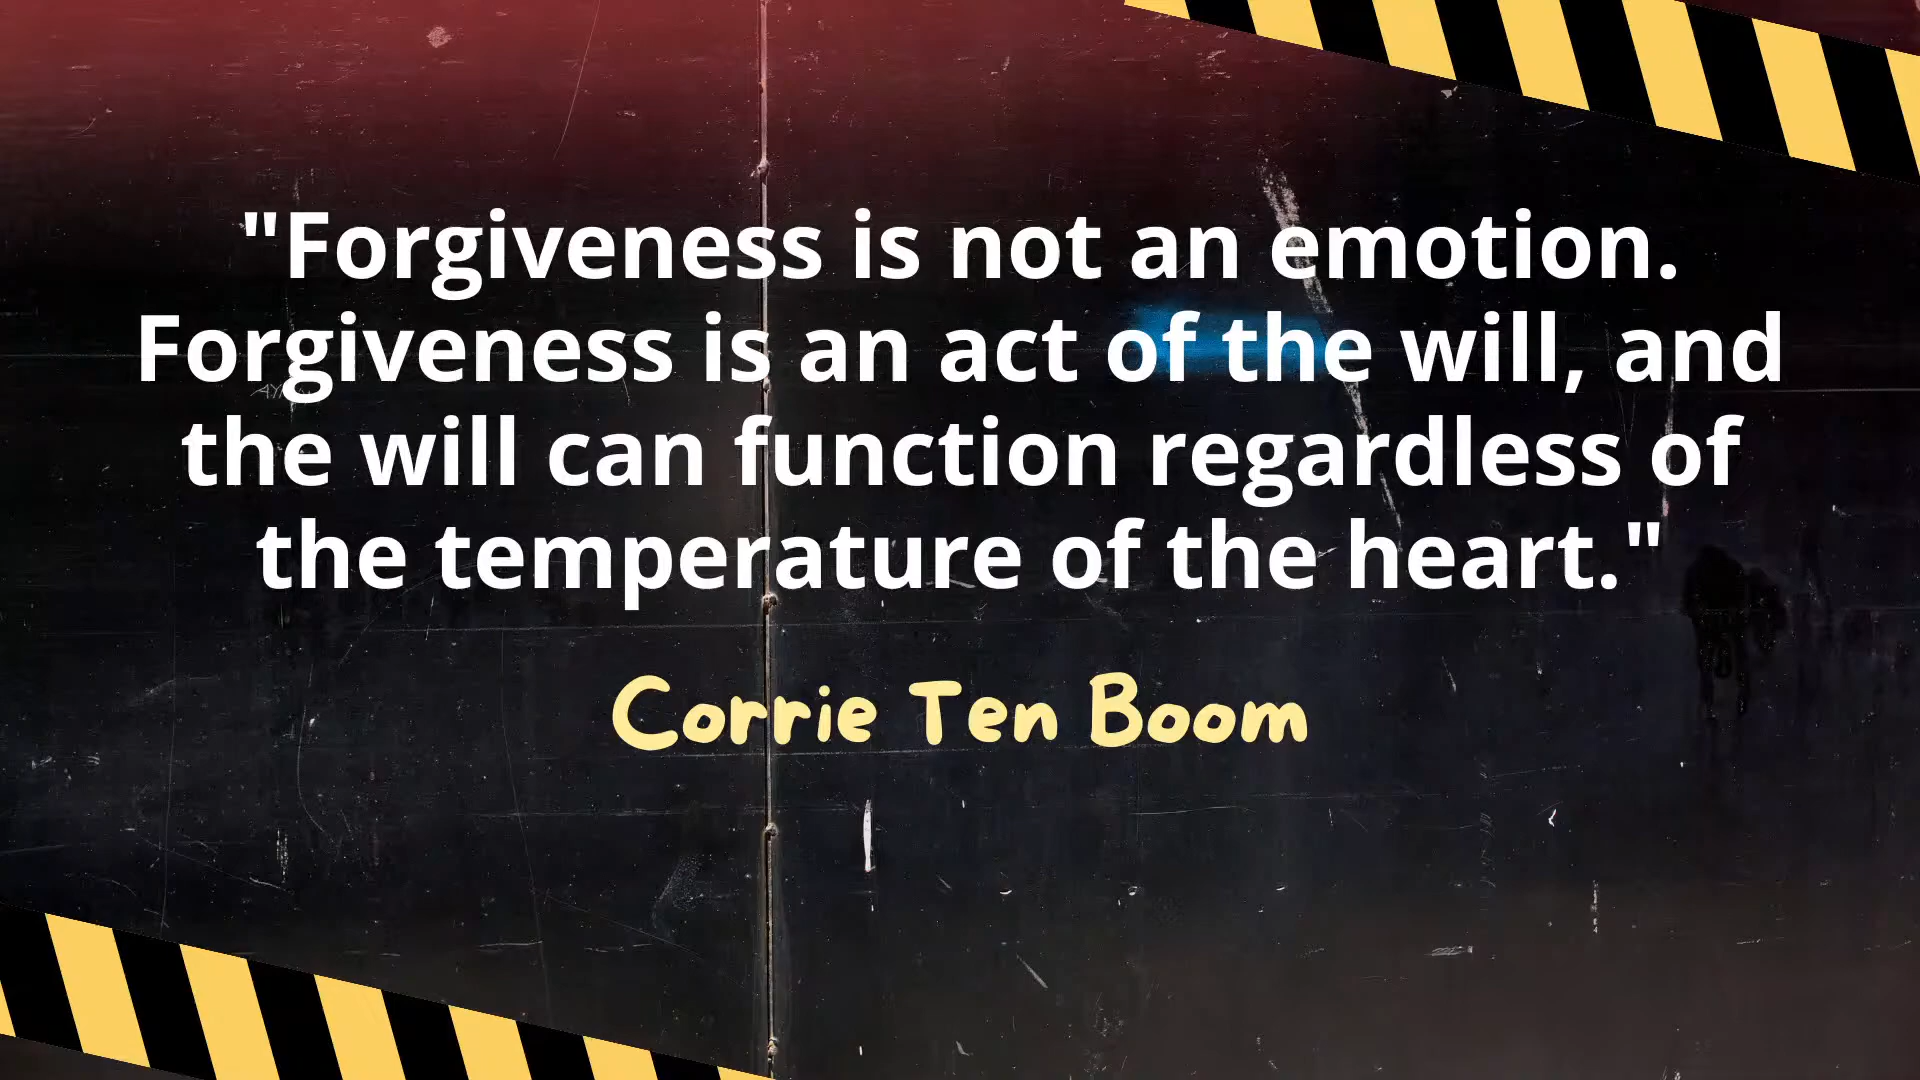 "Forgiveness is not an emotion.
Forgiveness is an act of the will, and
the will can function regardless of
the temperature of the heart."
Corrie Ten Boom